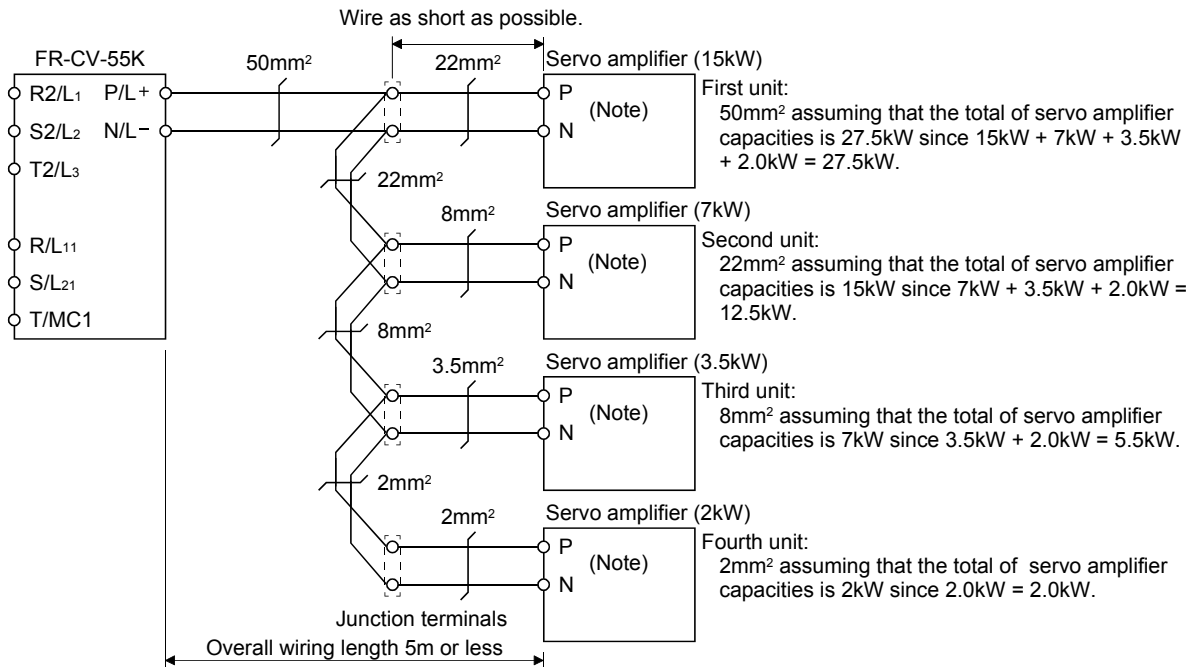 Wire as short as possible.
FR-CV-55K
50mm²
22mm²
Servo amplifier (15kW)
R2/L1 P/L+
S2/L2 N/L−
T2/L3
R/L11
S/L21
T/MC1
P
(Note)
N
First unit:
50mm² assuming that the total of servo amplifier
capacities is 27.5kW since 15kW + 7kW + 3.5kW
+ 2.0kW = 27.5kW.
22mm²
8mm²
Servo amplifier (7kW)
P
(Note)
N
Second unit:
22mm² assuming that the total of servo amplifier
capacities is 15kW since 7kW + 3.5kW + 2.0kW =
12.5kW.
8mm²
3.5mm²
Servo amplifier (3.5kW)
P
(Note)
N
Third unit:
8mm² assuming that the total of servo amplifier
capacities is 7kW since 3.5kW + 2.0kW = 5.5kW.
2mm²
2mm²
Servo amplifier (2kW)
P
(Note)
N
Fourth unit:
2mm² assuming that the total of servo amplifier
capacities is 2kW since 2.0kW = 2.0kW.
Junction terminals
Overall wiring length 5m or less